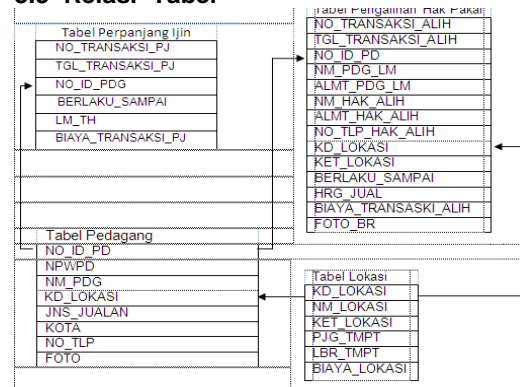 3.3 Relasi Tabel
Tabel Perpanjang Ijin
NO_TRANSAKSI_PJ
TGL_TRANSAKSI_PJ
NO_ID_PDG
BERLAKU_SAMPAI
LM_TH
BIAYA_TRANSAKSI_PJ
Tabel Pengalihan Hak Pakai
NO_TRANSAKSI_ALIH
TGL_TRANSAKSI_ALIH
NO_ID_PD
NM_PDG_LM
ALMT_PDG_LM
NM_HAK_ALIH
ALMT_HAK_ALIH
NO_TLP_HAK_ALIH
KD_LOKASI
KET_LOKASI
BERLAKU_SAMPAI
HRG_JUAL
BIAYA_TRANSASKI_ALIH
FOTO_BR
Tabel Pedagang
NO_ID_PD
NPWPD
NM_PDG
KD_LOKASI
JNS_JUALAN
KOTA
NO_TLP
FOTO
Tabel Lokasi
KD_LOKASI
NM_LOKASI
KET_LOKASI
PJG_TMPT
LBR_TMPT
BIAYA_LOKASI